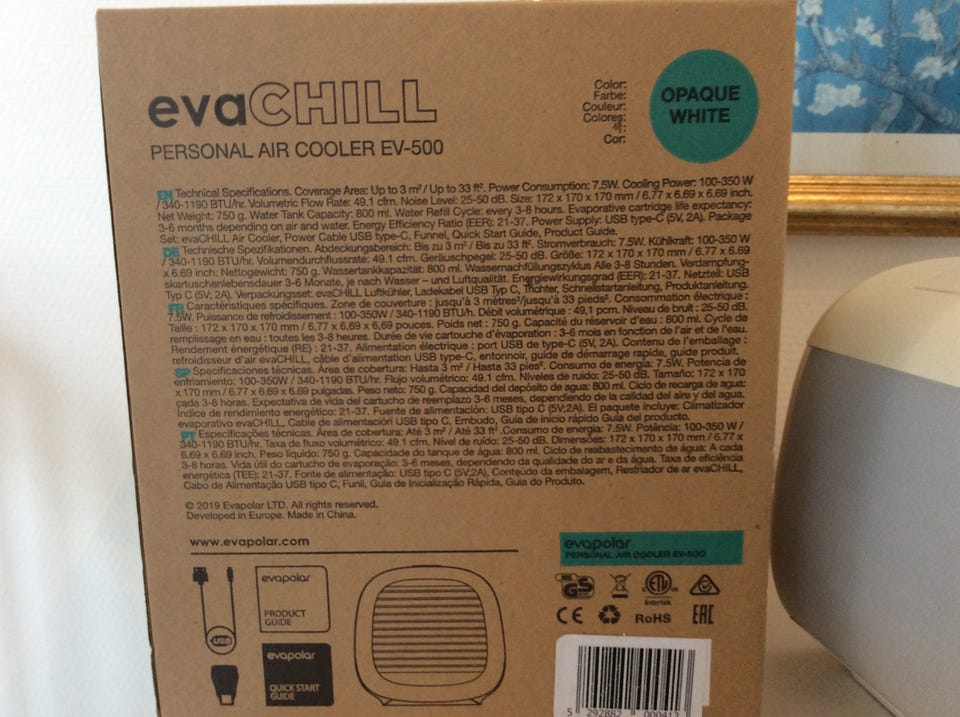 evaCHILL
PERSONAL AIR COOLER EV-500
Color:
Farbe:
Couleur:
Colores:
Cor:
OPAQUE
WHITE
EN Technical Specifications. Coverage Area: Up to 3 m² / Up to 33 ft². Power Consumption: 7.5W. Cooling Power: 100-350 W
/ 340-1190 BTU/hr. Volumetric Flow Rate: 49.1 cfm. Noise Level: 25-50 dB. Size: 172 x 170 x 170 mm / 6.77 x 6.69 x 6.69 inch.
Net Weight: 750 g. Water Tank Capacity: 800 ml. Water Refill Cycle: every 3-8 hours. Evaporative cartridge life expectancy:
3-6 months depending on air and water. Energy Efficiency Ratio (EER): 21-37. Power Supply: USB type-C (5V, 2A). Package
Set: evaCHILL Air Cooler, Power Cable USB type-C, Funnel, Quick Start Guide, Product Guide.
DE Technische Specifikationen. Abdeckungsbereich: Bis zu 3 m² / Bis zu 33 ft². Stromverbrauch: 7.5W. Kühlkraft: 100-350 W
/ 340-1190 BTU/hr. Volumendurchflussrate: 49.1 cfm. Geräuschpegel: 25-50 dB. Größe: 172 x 170 x 170 mm / 6.77 x 6.69
x 6.69 inch. Nettogewicht: 750 g. Wassertankkapazität: 800 ml. Wassernachfüllungszyklus Alle 3-8 Stunden. Verdampfung-
skartuschenlebensdauer 3-6 Monate, je nach Wasser – und Luftqualität. Energiewirkungsgrad (EER): 21-37. Netzteil: USB
Typ C (5V; 2A). Verpackungsset: evaCHILL Luftkühler, Ladekabel USB Typ C, Trichter, Schnellstartanleitung, Produktanleitung.
FR Caractéristiques spécifiques. Zone de couverture : jusqu'à 3 mètres²/jusqu'à 33 pieds². Consommation électrique :
7.5W. Puissance de refroidissement : 100-350W / 340-1190 BTU/h. Débit volumétrique : 49,1 pcm. Niveau de bruit : 25-50 dB.
Taille : 172 x 170 x 170 mm / 6,77 x 6,69 x 6,69 pouces. Poids net : 750 g. Capacité du réservoir d'eau : 800 ml. Cycle de
remplissage en eau : toutes les 3-8 heures. Durée de vie cartouche d'évaporation : 3-6 mois en fonction de l'air et de l'eau.
Rendement énergétique (RE) : 21-37. Alimentation électrique : port USB de type-C (5V, 2A). Contenu de l'emballage :
refroidisseur d'air evaCHILL, câble d'alimentation USB type-C, entonnoir, guide de démarrage rapide, guide produit.
SP Specificaciones técnicas. Área de cobertura: Hasta 3 m² / Hasta 33 pies². Consumo de energía: 7.5W. Potencia de
enfriamiento: 100-350W / 340-1190 BTU/hr. Flujo volumétrico: 49.1 cfm. Niveles de ruido: 25-50 dB. Tamaño: 172 x 170
x 170 mm / 6.77 x 6.69 x 6.69 pulgadas. Peso neto: 750 g. Capacidad del depósito de agua: 800 ml. Ciclo de recarga de agua:
cada 3-8 horas. Expectativa de vida del cartucho de reemplazo 3-6 meses, dependiendo de la calidad del aire y del agua.
Índice de rendimiento energético: 21-37. Fuente de alimentación: USB tipo C (5V;2A). El paquete incluye: Climatizador
evaporativo evaCHILL, Cable de alimentación USB tipo C, Embudo, Guía de inicio rápido Guía del producto.
PT Especificações técnicas. Área de cobertura: Até 3 m² / Até 33 ft².Consumo de energia: 7.5W. Potência: 100-350 W /
340-1190 BTU/hr. Taxa de fluxo volumétrico: 49.1 cfm. Nível de ruído: 25-50 dB. Dimensões: 172 x 170 x 170 mm / 6.77 x
6.69 x 6.69 inch. Peso líquido: 750 g. Capacidade do tanque de água: 800 ml. Ciclo de reabastecimento de água: A cada
3-8 horas. Vida útil do cartucho de evaporação: 3-6 meses, dependendo da qualidade do ar e da água. Taxa de eficiência
energética (TEE): 21-37. Fonte de alimentação: USB tipo C (5V;2A), Conteúdo da embalagem, Resfriador de ar evaCHILL,
Cabo de Alimentação USB tipo C, Funil, Guia de Inicialização Rápida, Guia do Produto.
© 2019 Evapolar LTD. All rights reserved.
Developed in Europe. Made in China.
www.evapolar.com
evapolar
PERSONAL AIR COOLER EV-500
USB
evapolar
PRODUCT
GUIDE
evapolar
QUICK START
GUIDE
GS
ETL
Intertek
CE
RoHS
EAC
5 292882 000413